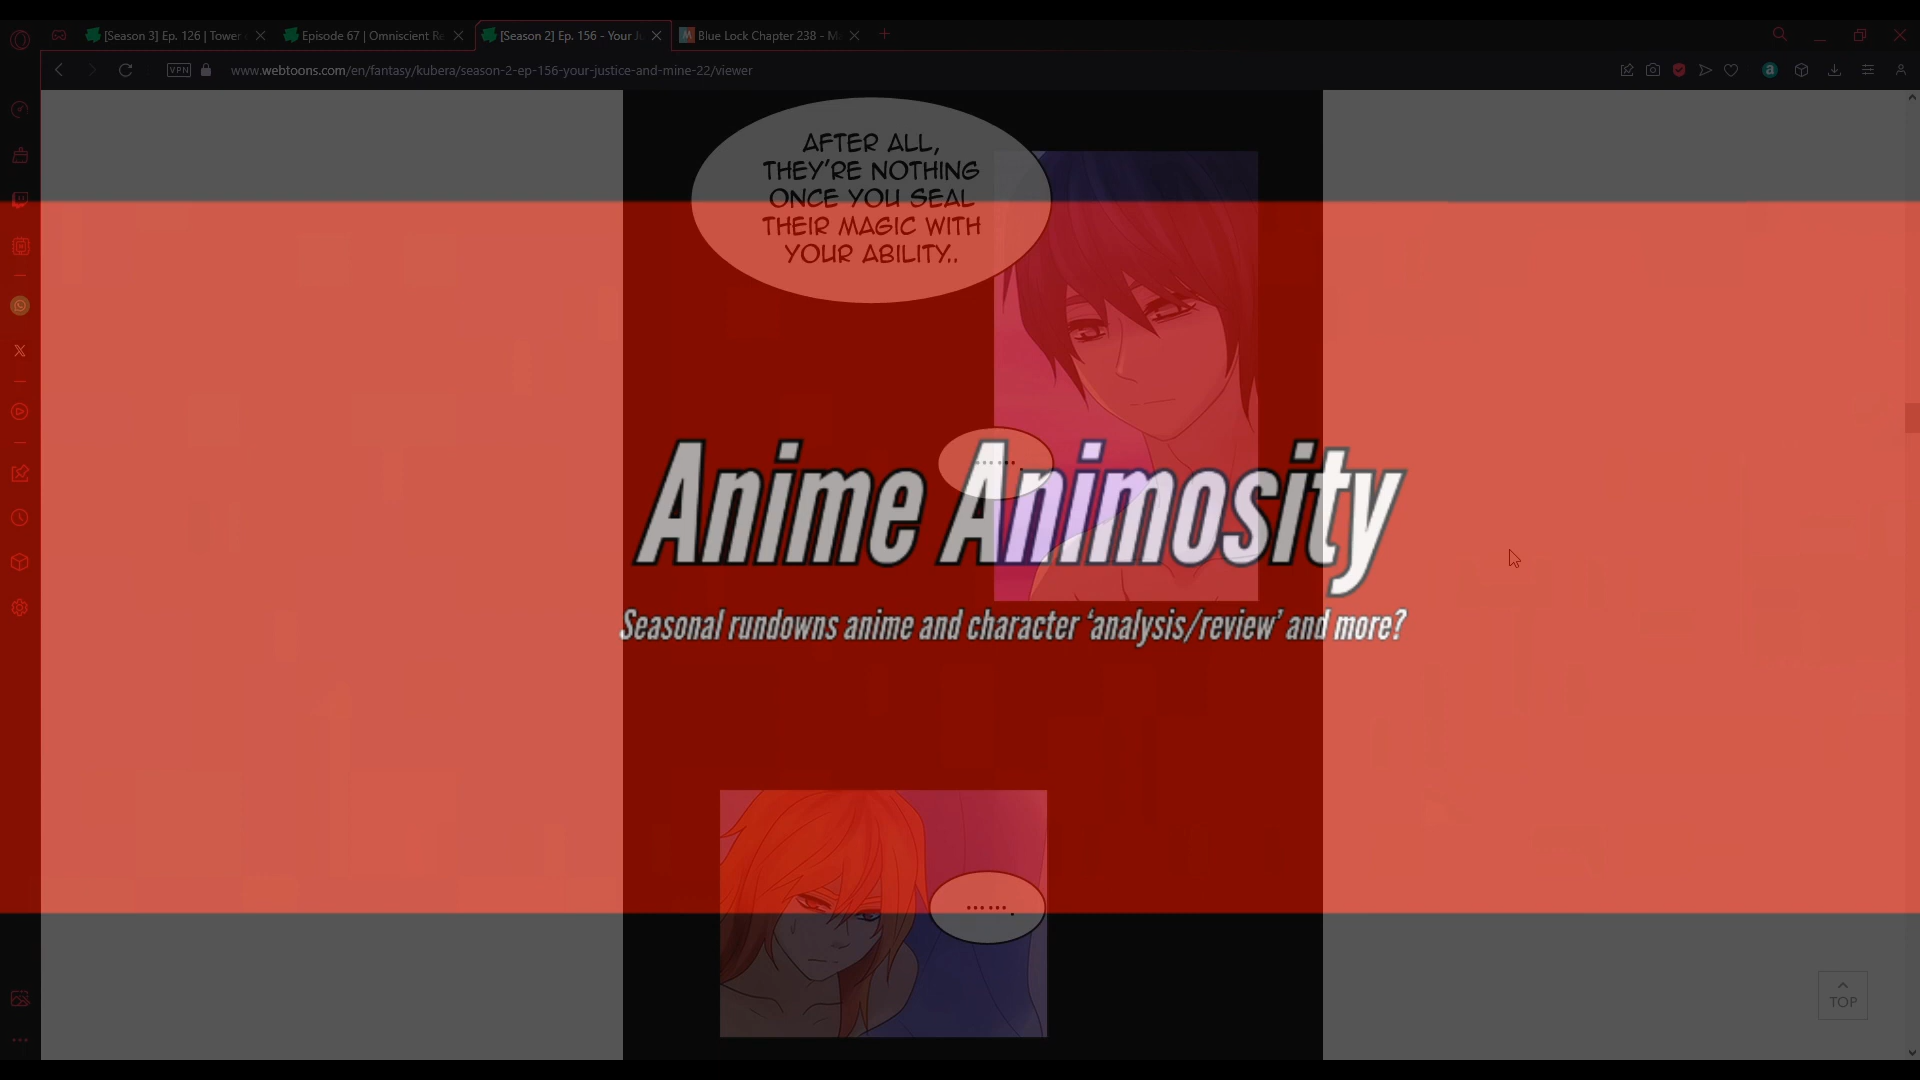 [Season 3] Ep. 126 | Tower
Episode 67 | Omniscient Re
[Season 2] Ep. 156 - Your Ju
Blue Lock Chapter 238 - M
VPN
www.webtoons.com/en/fantasy/kubera/season-2-ep-156-your-justice-and-mine-22/viewer
AFTER ALL,
THEY'RE NOTHING
ONCE YOU SEAL
THEIR MAGIC WITH
YOUR ABILITY..
.......
Anime Animosity
Seasonal rundowns anime and character 'analysis/review' and more?
.......
TOP